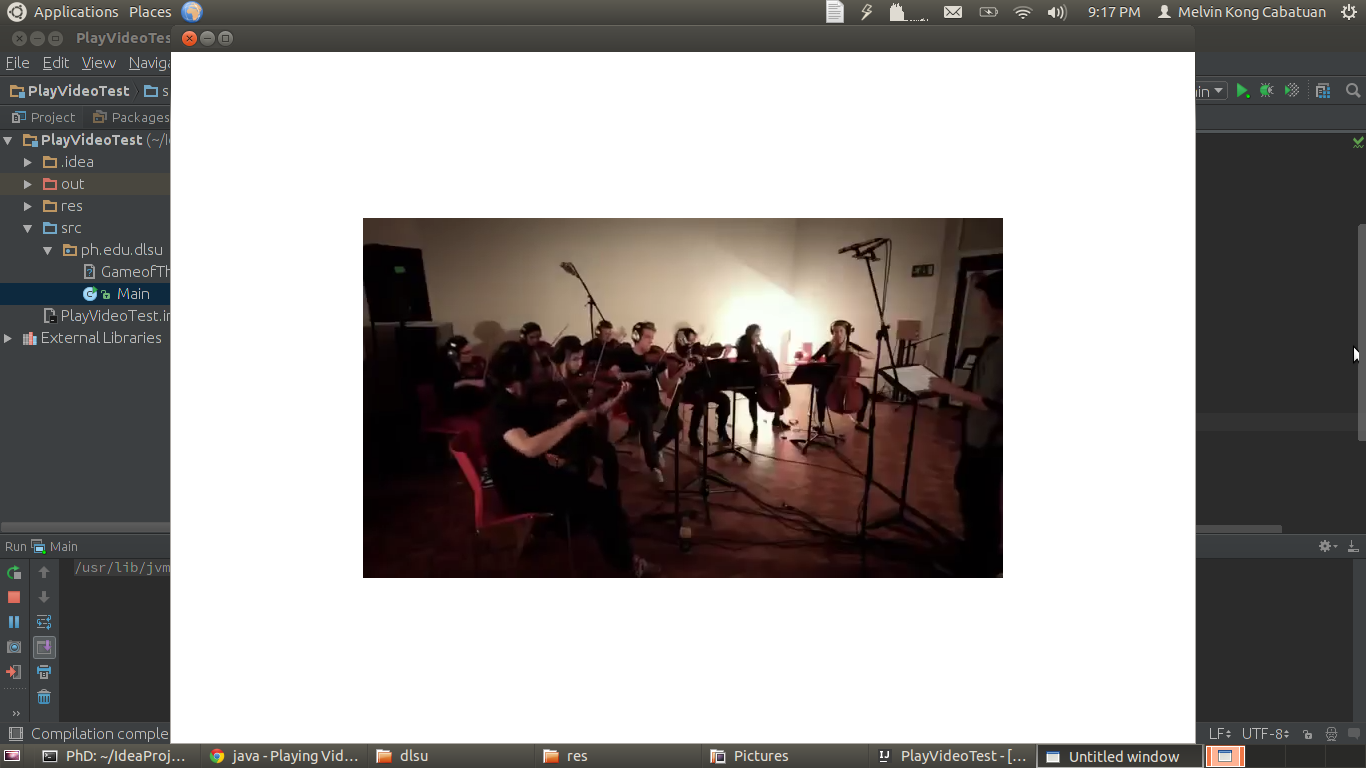 Applications Places 9:17 PM Melvin Kong Cabatuan
PlayVideoTes
File Edit View Naviga
PlayVideoTest s in
Project Packages
PlayVideoTest (~/I
.idea
out
res
src
ph.edu.dlsu
GameofTh
Main
PlayVideoTest.im
External Libraries
Run Main
/usr/lib/jvm
Compilation comple LF UTF-8
PhD: ~/IdeaProj... java - Playing Vid... dlsu res Pictures PlayVideoTest - [... Untitled window